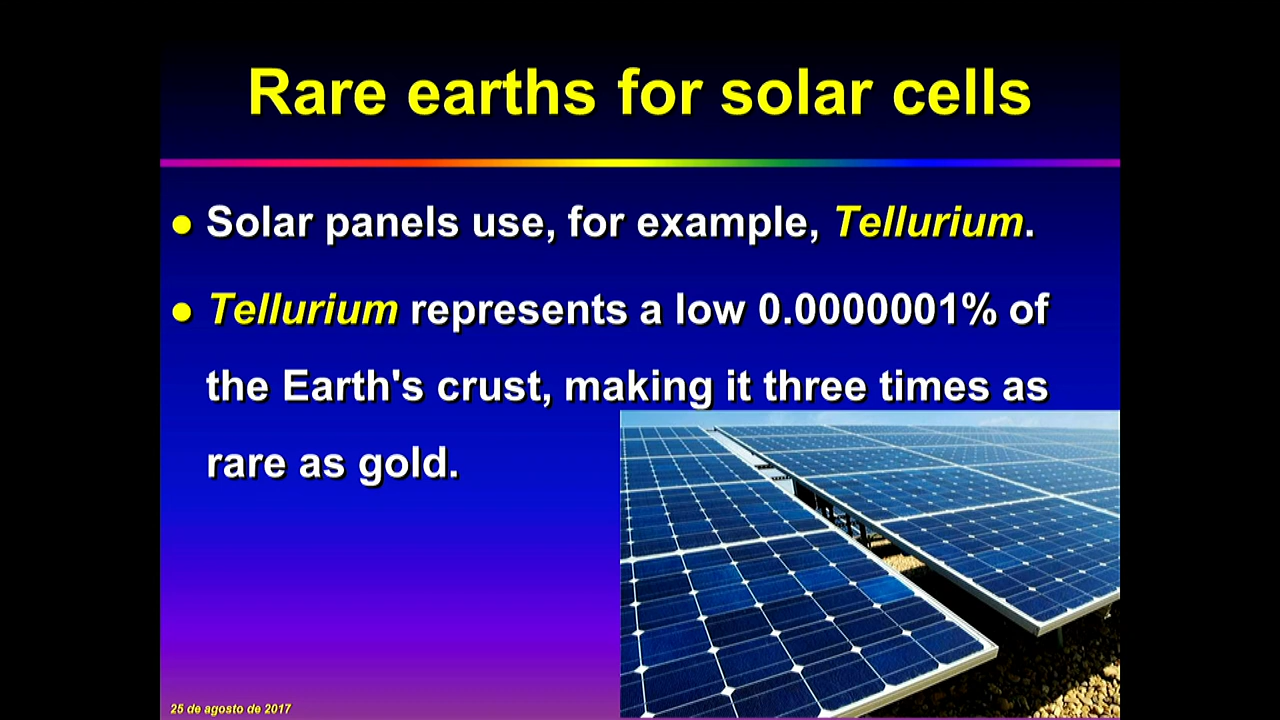 Rare earths for solar cells
Solar panels use, for example, Tellurium.
Tellurium represents a low 0.0000001% of
the Earth's crust, making it three times as
rare as gold.
25 de agosto de 2017